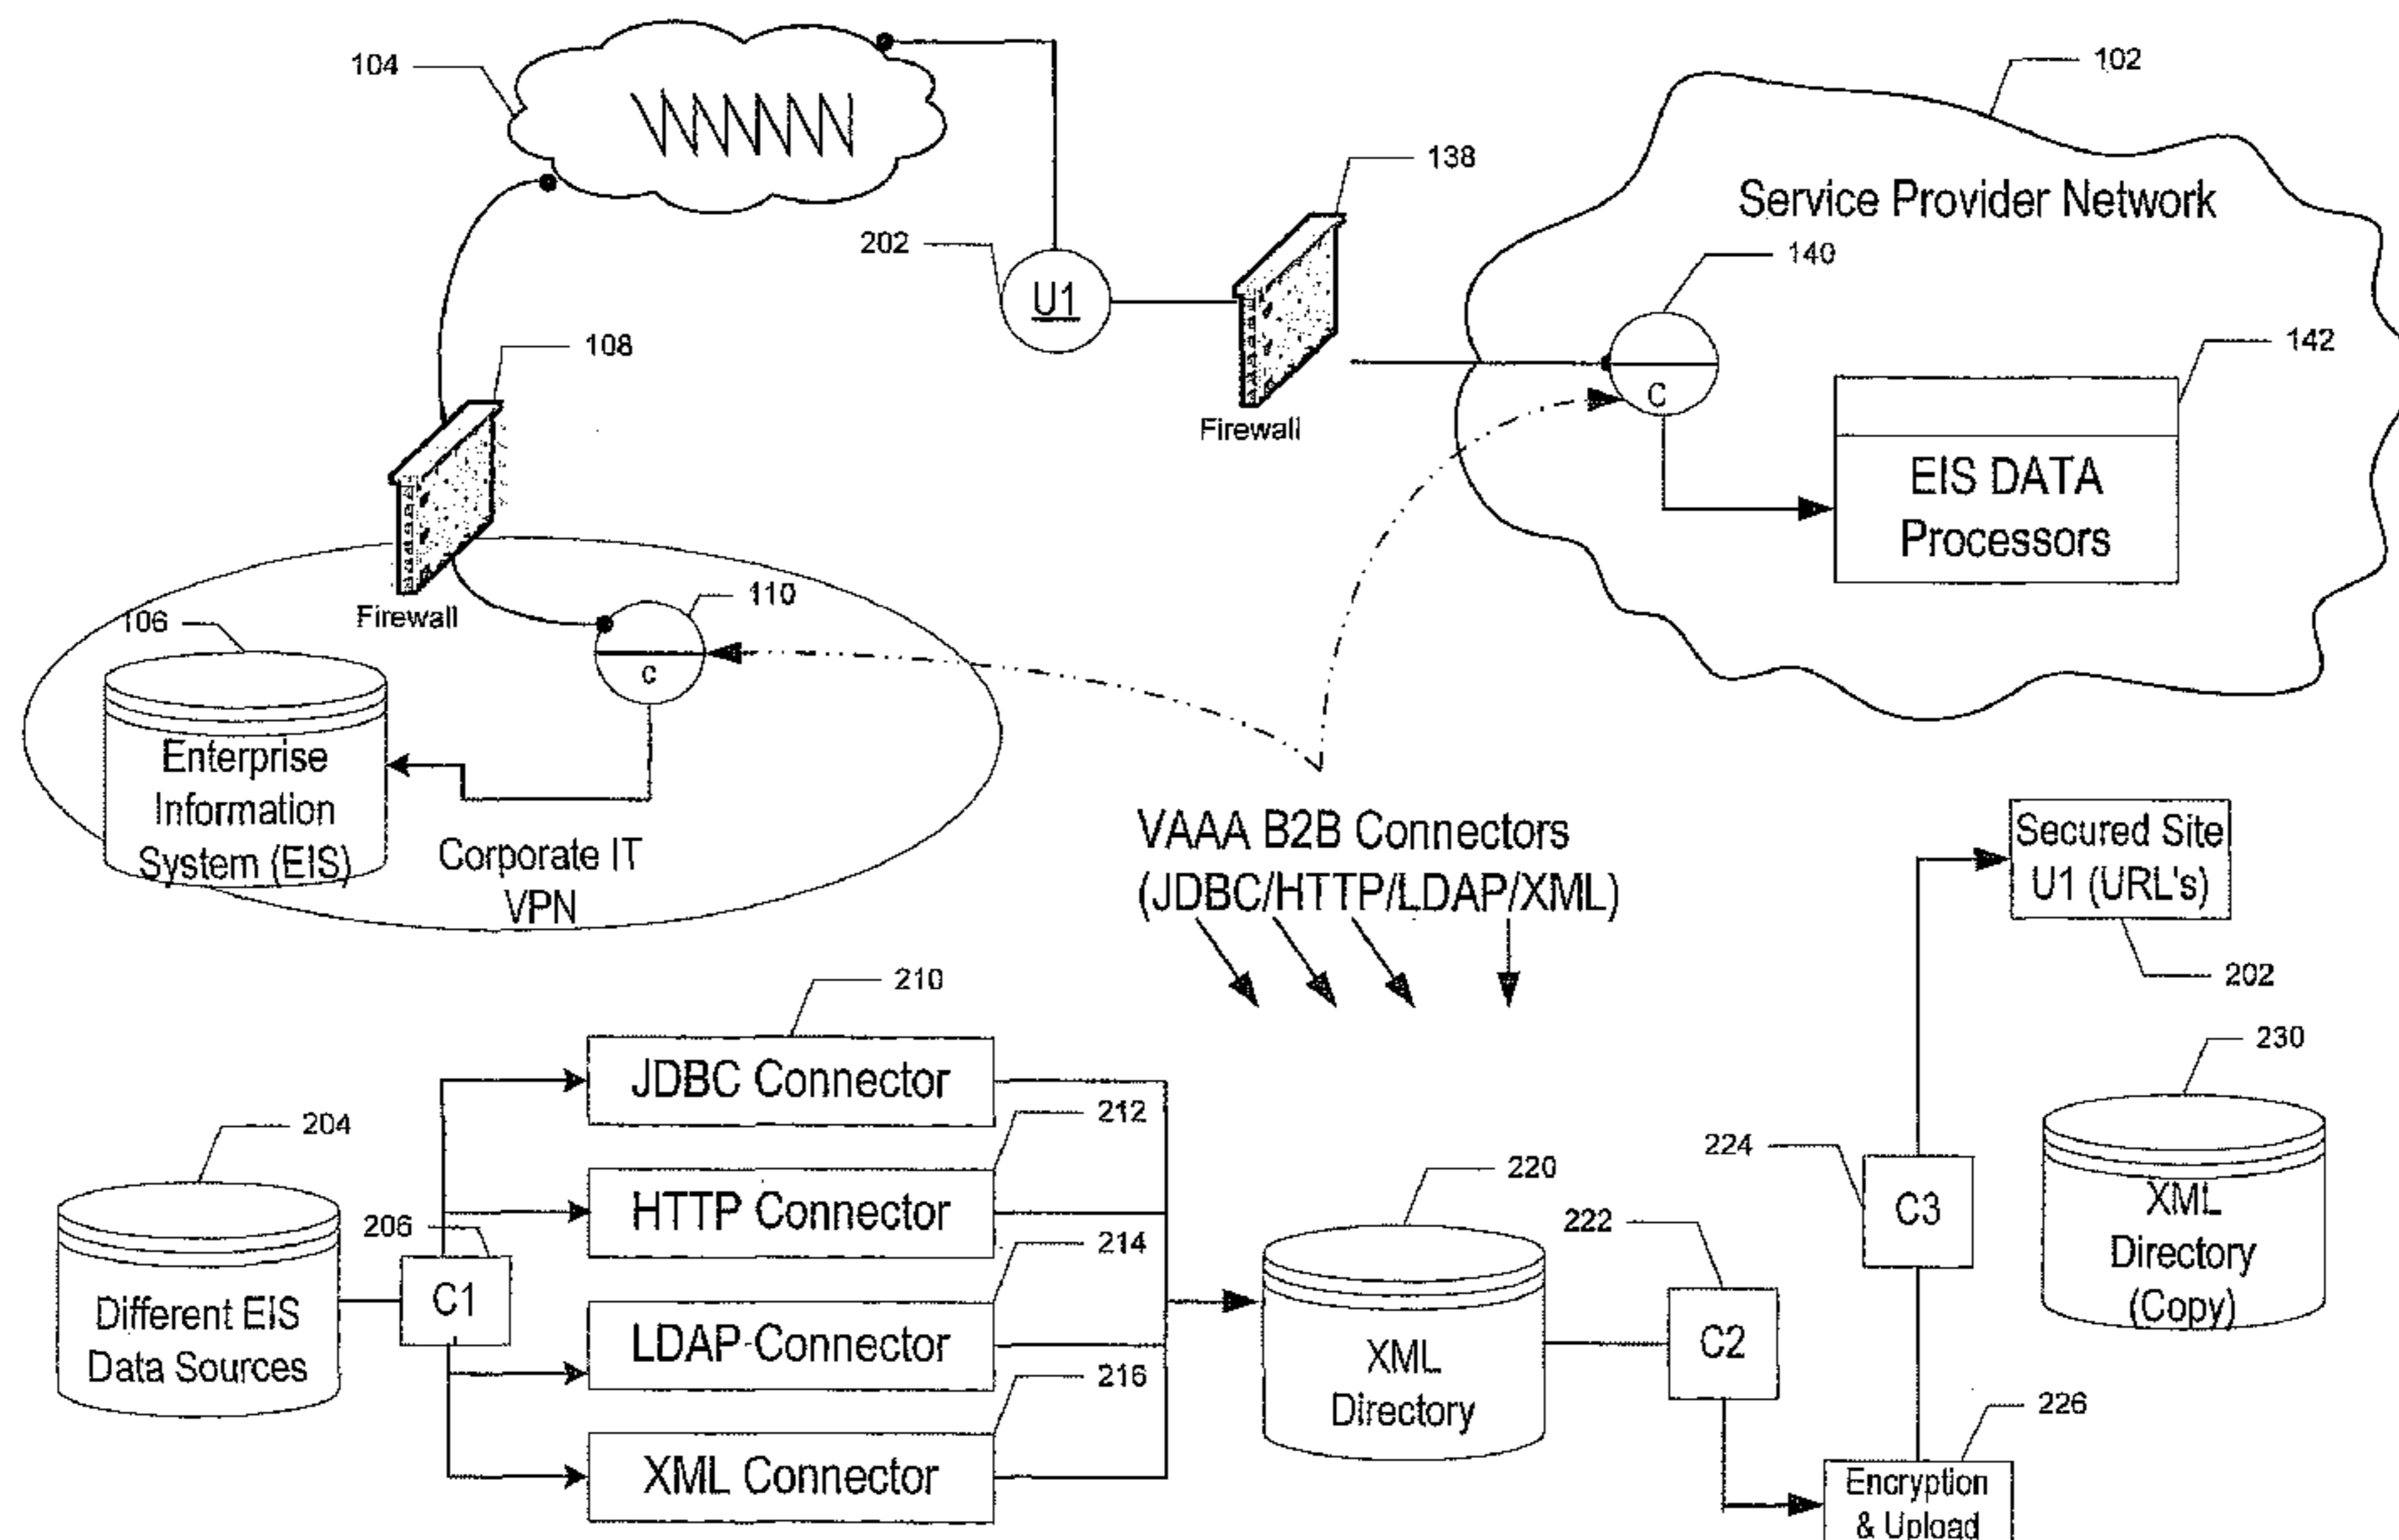 104
102
138
Service Provider Network
202
140
U1
108
142
C
Firewall
EIS DATA
Processors
110
Firewall
106
C
Enterprise
Information
System (EIS)
Corporate IT
VPN
VAAA B2B Connectors
(JDBC/HTTP/LDAP/XML)
Secured Site
U1 (URL's)
202
210
230
JDBC Connector
212
204
224
220
HTTP Connector
206
222
C3
XML
Directory
(Copy)
214
C1
Different EIS
Data Sources
LDAP Connector
C2
XML
Directory
216
226
XML Connector
Encryption
& Upload